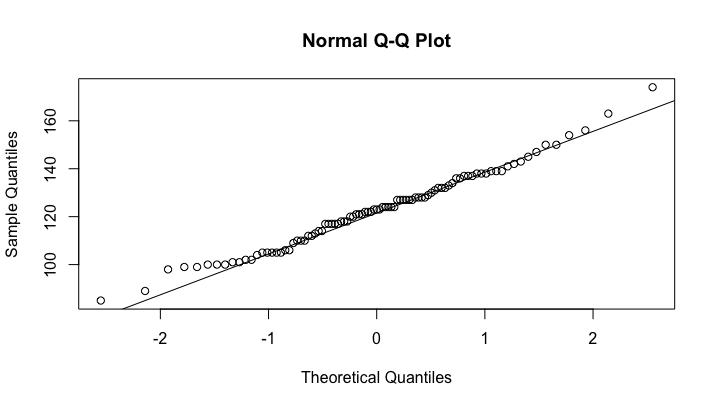 Normal Q-Q Plot
Sample Quantiles
160
140
120
100
-2 -1 0 1 2
Theoretical Quantiles